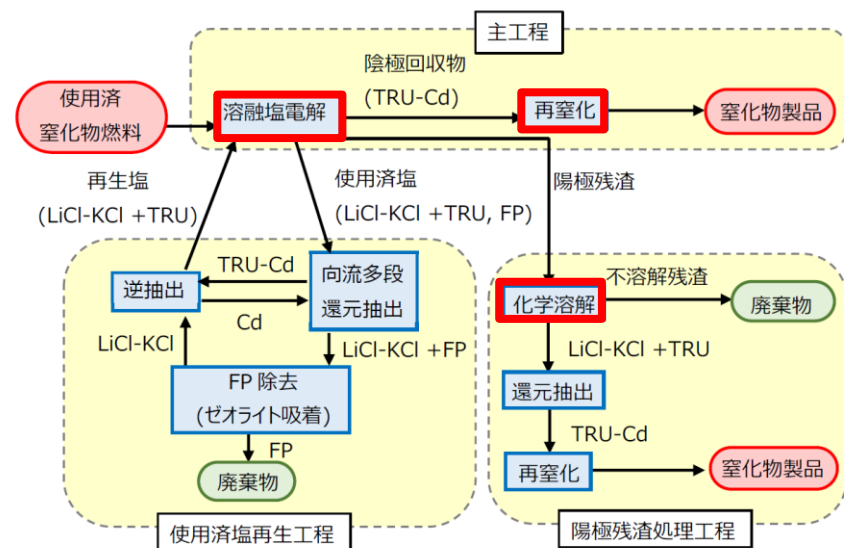 主工程
使用済
窒化物燃料
溶融塩電解
陰極回収物
(TRU-Cd)
再窒化
窒化物製品
再生塩
(LiCl-KCl +TRU)
使用済塩
(LiCl-KCl +TRU, FP)
陽極残渣
逆抽出
TRU-Cd
Cd
向流多段
還元抽出
LiCl-KCl
LiCl-KCl +FP
FP 除去
(ゼオライト吸着)
FP
廃棄物
使用済塩再生工程
化学溶解
不溶解残渣
廃棄物
LiCl-KCl +TRU
還元抽出
TRU-Cd
再窒化
窒化物製品
陽極残渣処理工程